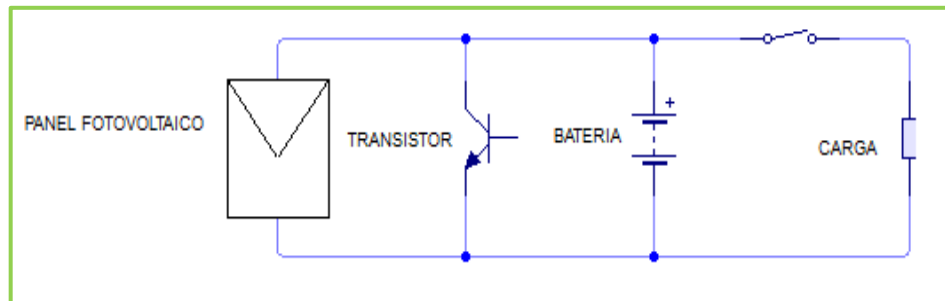 PANEL FOTOVOLTAICO
TRANSISTOR
BATERIA
+
CARGA